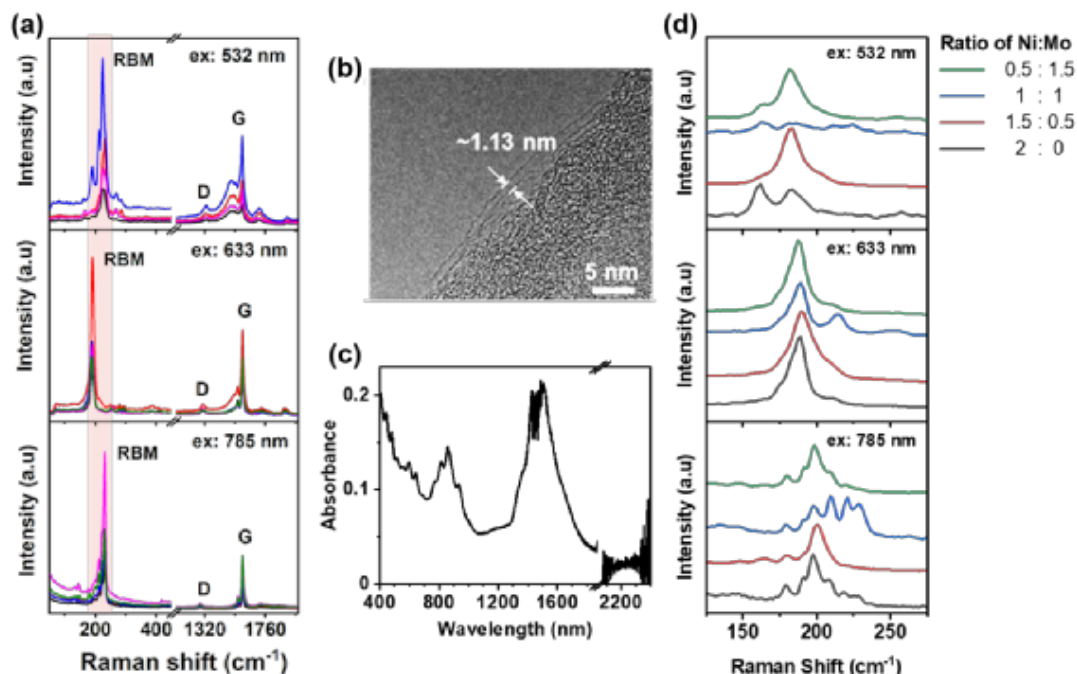 (a)
RBM
ex: 532 nm
D
G
RBM
ex: 633 nm
D
G
RBM
ex: 785 nm
D
G
Intensity (a.u)
Intensity (a.u)
Intensity (a.u)
200 400 1320 1760
Raman shift (cm⁻¹)
(b)
~1.13 nm
5 nm
(c)
Absorbance
0.2
0.1
0
400 800 1200 1600 2200
Wavelength (nm)
(d)
ex: 532 nm
ex: 633 nm
ex: 785 nm
Intensity (a.u)
Intensity (a.u)
Intensity (a.u)
150 200 250
Raman Shift (cm⁻¹)
Ratio of Ni:Mo
0.5 : 1.5
1 : 1
1.5 : 0.5
2 : 0